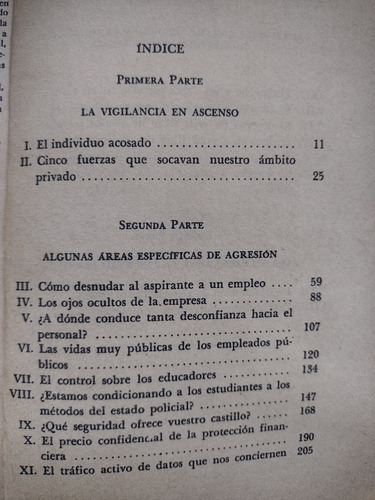 ÍNDICE
PRIMERA PARTE
LA VIGILANCIA EN ASCENSO
I. El individuo acosado ...................... 11
II. Cinco fuerzas que socavan nuestro ámbito
privado ................................. 25
SEGUNDA PARTE
ALGUNAS ÁREAS ESPECÍFICAS DE AGRESIÓN
III. Cómo desnudar al aspirante a un empleo .... 59
IV. Los ojos ocultos de la empresa ............. 88
V. ¿A dónde conduce tanta desconfianza hacia el
personal? ................................ 107
VI. Las vidas muy públicas de los empleados pú-
blicos .................................. 120
VII. El control sobre los educadores ............ 134
VIII. ¿Estamos condicionando a los estudiantes a los
métodos del estado policial? ............... 147
IX. ¿Qué seguridad ofrece vuestro castillo? ...... 168
X. El precio confidencial de la protección finan-
ciera ................................... 190
XI. El tráfico activo de datos que nos conciernen 205